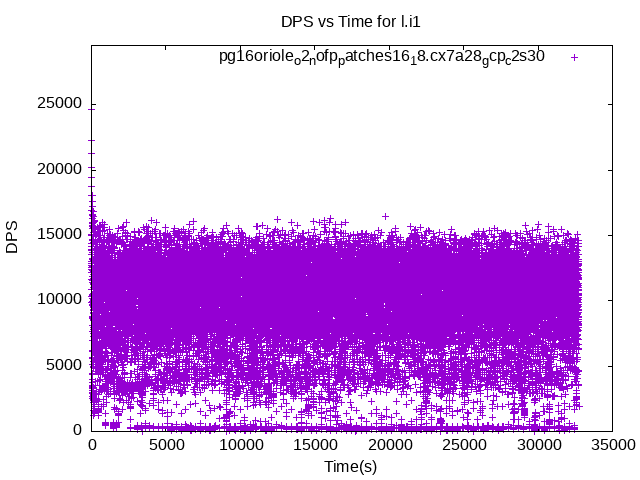 DPS vs Time for l.i1
pg16oriole_o2_nofp_patches16_18.cx7a28_gcp_c2s30
25000
20000
15000
10000
5000
0
DPS
0 5000 10000 15000 20000 25000 30000 35000
Time(s)